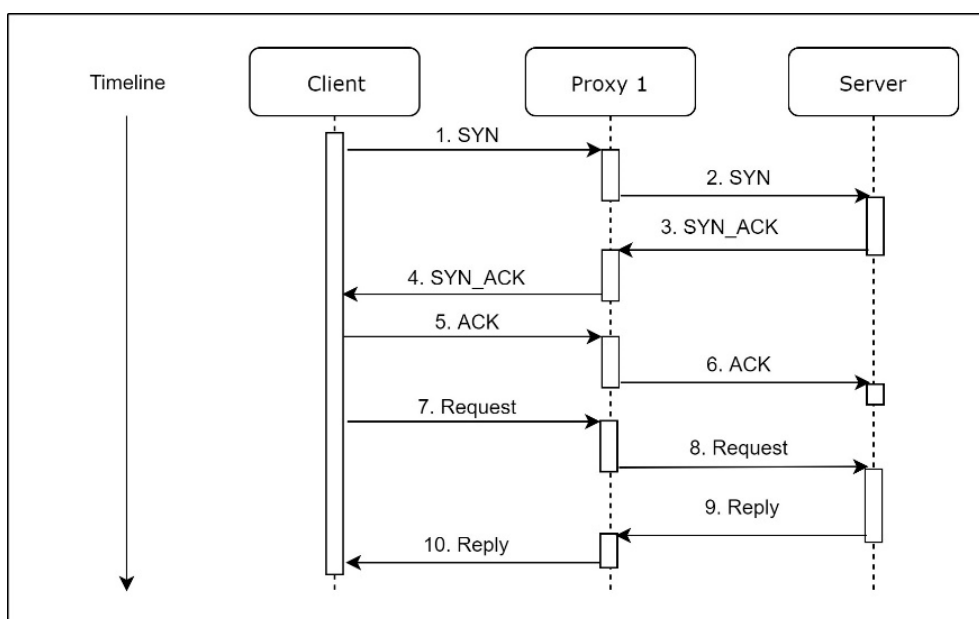 Timeline
Client
Proxy 1
Server
1. SYN
2. SYN
3. SYN_ACK
4. SYN_ACK
5. ACK
6. ACK
7. Request
8. Request
9. Reply
10. Reply